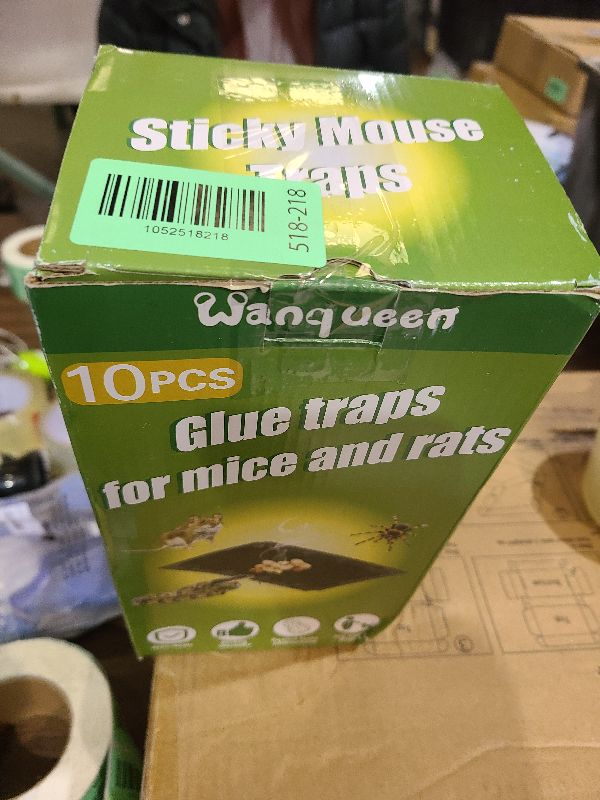 Sticky Mouse
Traps
1052518218
518-218
Wanqueen
10PCS
Glue traps
for mice and rats